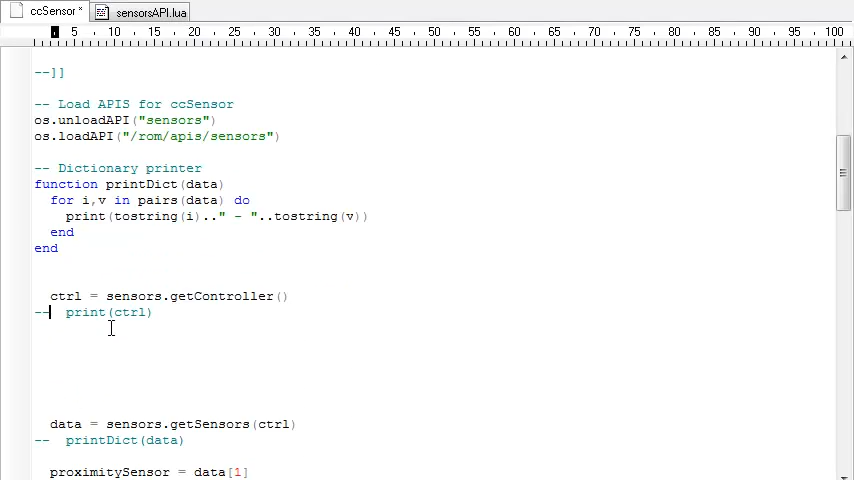 ccSensor * sensorsAPI.lua
5 10 15 20 25 30 35 40 45 50 55 60 65 70 75 80 85 90 95 100
--]]
-- Load APIS for ccSensor
os.unloadAPI("sensors")
os.loadAPI("/rom/apis/sensors")
-- Dictionary printer
function printDict(data)
for i,v in pairs(data) do
print(tostring(i).." - "..tostring(v))
end
end
ctrl = sensors.getController()
-- print(ctrl)
data = sensors.getSensors(ctrl)
-- printDict(data)
proximitySensor = data[1]